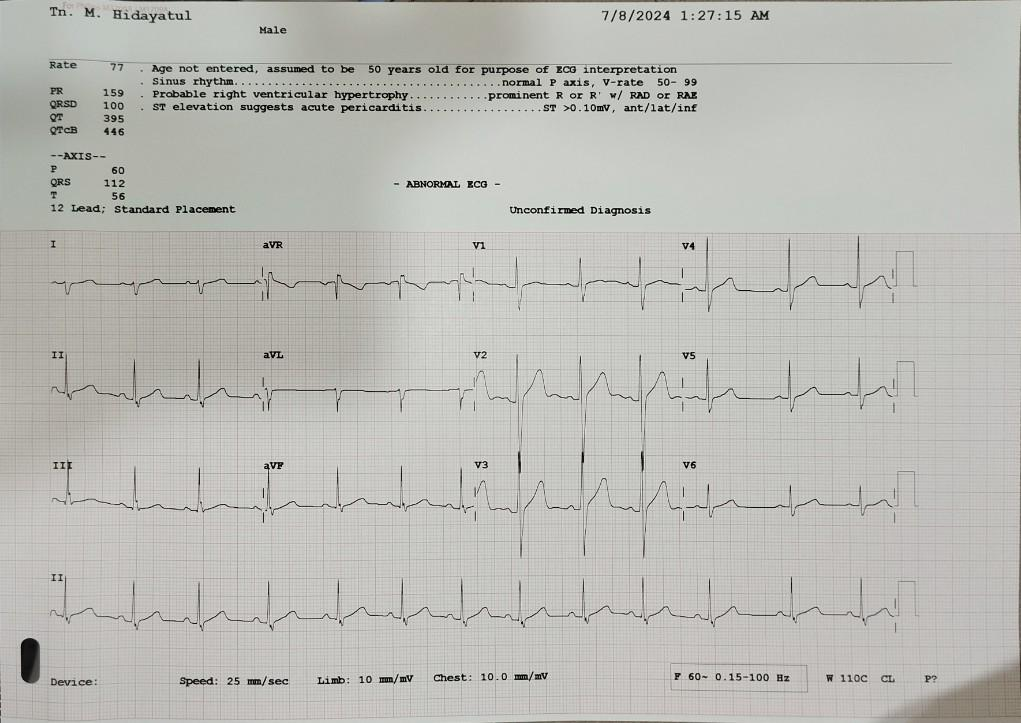 Tn. M. Hidayatul
7/8/2024 1:27:15 AM
Male
Rate 77 . Age not entered, assumed to be 50 years old for purpose of ECG interpretation
. Sinus rhythm....................................normal P axis, V-rate 50- 99
PR 159 . Probable right ventricular hypertrophy...........prominent R or R' w/ RAD or RAE
QRSD 100 . ST elevation suggests acute pericarditis.................ST >0.10mV, ant/lat/inf
QT 395
QTcB 446
--AXIS--
P 60
QRS 112
T 56
- ABNORMAL ECG -
12 Lead; Standard Placement
Unconfirmed Diagnosis
I aVR V1 V4
II aVL V2 V5
III aVF V3 V6
II
Device: Speed: 25 mm/sec Limb: 10 mm/mV Chest: 10.0 mm/mV F 60~ 0.15-100 Hz W 110C CL P?